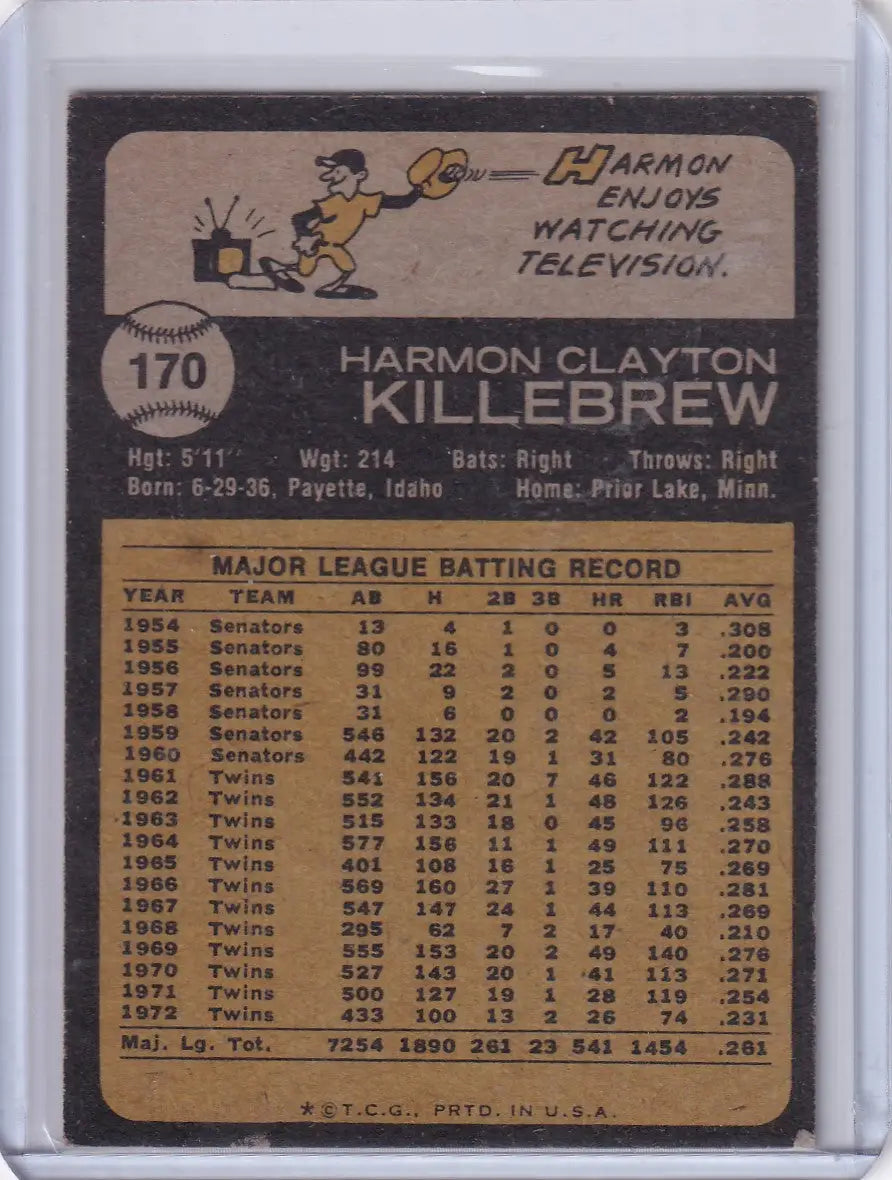 HARMON
ENJOYS
WATCHING
TELEVISION.
170
HARMON CLAYTON
KILLEBREW
Hgt: 5'11" Wgt: 214 Bats: Right Throws: Right
Born: 6-29-36, Payette, Idaho Home: Prior Lake, Minn.
MAJOR LEAGUE BATTING RECORD
YEAR TEAM AB H 2B 3B HR RBI AVG
1954 Senators 13 4 1 0 0 3 .308
1955 Senators 80 16 1 0 4 7 .200
1956 Senators 99 22 2 0 5 13 .222
1957 Senators 31 9 2 0 2 5 .290
1958 Senators 31 6 0 0 0 2 .194
1959 Senators 546 132 20 2 42 105 .242
1960 Senators 442 122 19 1 31 80 .276
1961 Twins 541 156 20 7 46 122 .288
1962 Twins 552 134 21 1 48 126 .243
1963 Twins 515 133 18 0 45 96 .258
1964 Twins 577 156 11 1 49 111 .270
1965 Twins 401 108 16 1 25 75 .269
1966 Twins 569 160 27 1 39 110 .281
1967 Twins 547 147 24 1 44 113 .269
1968 Twins 295 62 7 2 17 40 .210
1969 Twins 555 153 20 2 49 140 .276
1970 Twins 527 143 20 1 41 113 .271
1971 Twins 500 127 19 1 28 119 .254
1972 Twins 433 100 13 2 26 74 .231
Maj. Lg. Tot. 7254 1890 261 23 541 1454 .261
*©T.C.G., PRTD. IN U.S.A.